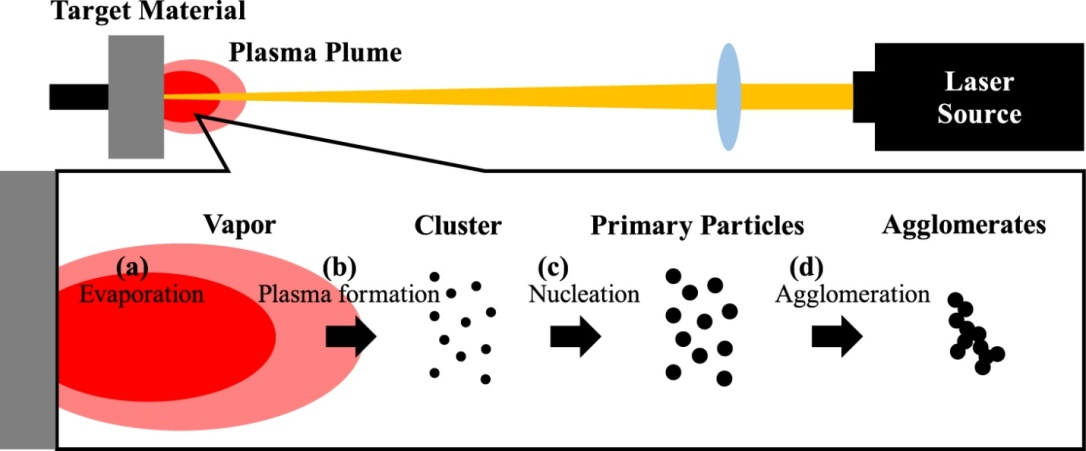 Target Material
Plasma Plume
Laser
Source
Vapor
Cluster
Primary Particles
Agglomerates
(a)
Evaporation
(b)
Plasma formation
(c)
Nucleation
(d)
Agglomeration